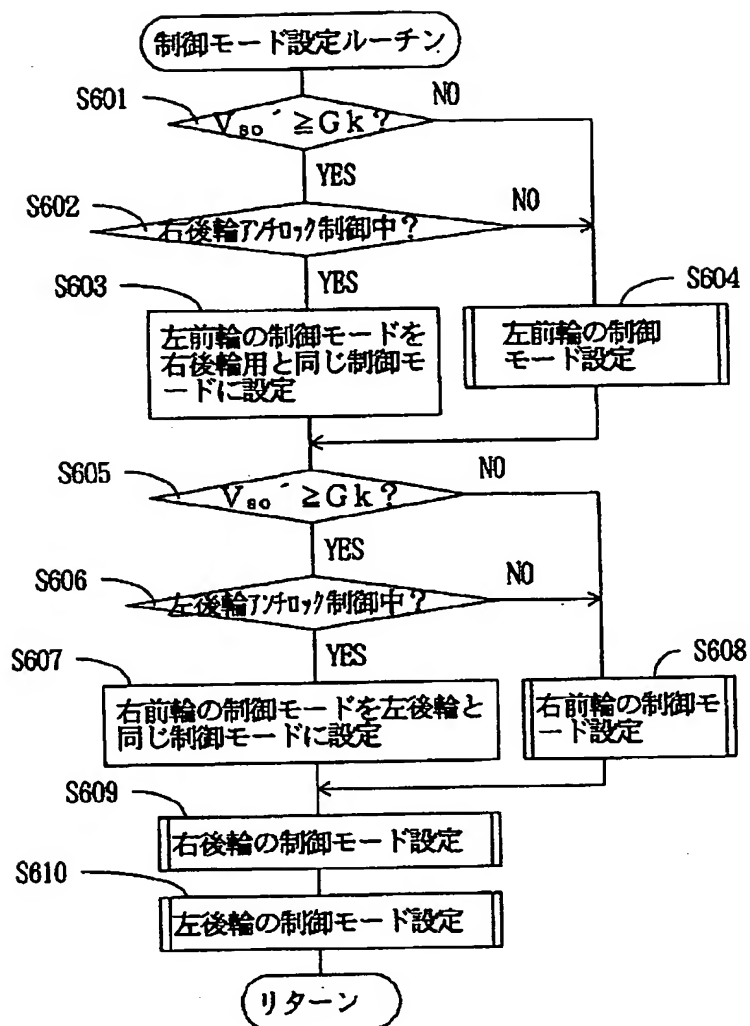 制御モード設定ルーチン
S601
Vso´≧Gk？
NO
YES
S602
右後輪ｱﾝﾁﾛｯｸ制御中？
NO
YES
S603
左前輪の制御モードを
右後輪用と同じ制御モ
ードに設定
S604
左前輪の制御
モード設定
S605
Vso´≧Gk？
NO
YES
S606
左後輪ｱﾝﾁﾛｯｸ制御中？
NO
YES
S607
右前輪の制御モードを左後輪と
同じ制御モードに設定
S608
右前輪の制御モ
ード設定
S609
右後輪の制御モード設定
S610
左後輪の制御モード設定
リターン